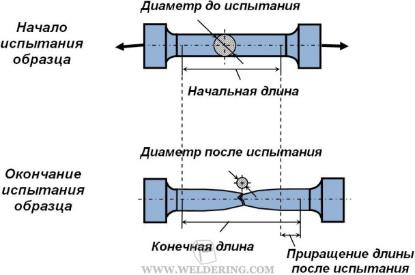 Диаметр до испытания
Начало
испытания
образца
Начальная длина
Диаметр после испытания
Окончание
испытания
образца
Конечная длина
Приращение длины
после испытания
WWW.WELDERING.COM